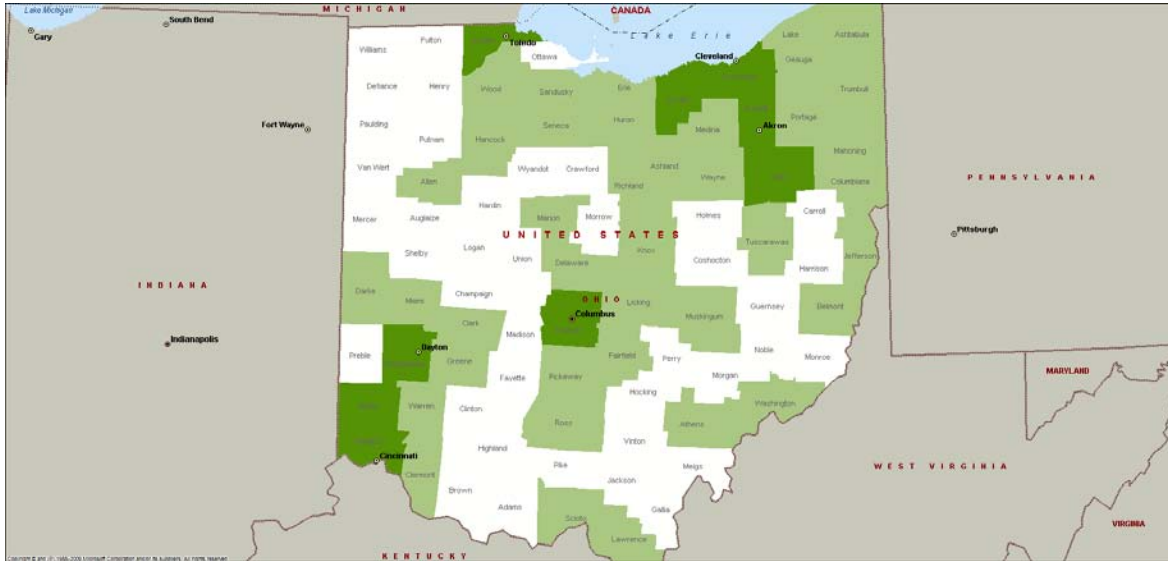 Lake Michigan
South Bend
Gary
MICHIGAN
CANADA
Lake Erie
Toledo
Fulton
Williams
Ottawa
Cleveland
Lake
Ashtabula
Geauga
Defiance
Henry
Wood
Sandusky
Erie
Trumbull
Fort Wayne
Paulding
Putnam
Hancock
Seneca
Huron
Medina
Akron
Portage
Mahoning
Van Wert
Allen
Wyandot
Crawford
Richland
Ashland
Wayne
Columbiana
PENNSYLVANIA
Mercer
Auglaize
Hardin
Marion
Morrow
Holmes
Carroll
Pittsburgh
UNITED STATES
Shelby
Logan
Union
Delaware
Knox
Coshocton
Tuscarawas
Harrison
Jefferson
INDIANA
Darke
Miami
Champaign
OHIO
Licking
Guernsey
Belmont
Columbus
Clark
Muskingum
Indianapolis
Madison
Dayton
Preble
Greene
Fairfield
Perry
Noble
Monroe
MARYLAND
Fayette
Pickaway
Morgan
Hocking
Warren
Clinton
Washington
Ross
Athens
Highland
Vinton
Cincinnati
Clermont
Pike
Meigs
WEST VIRGINIA
Jackson
Brown
Adams
Gallia
Scioto
Lawrence
VIRGINIA
KENTUCKY